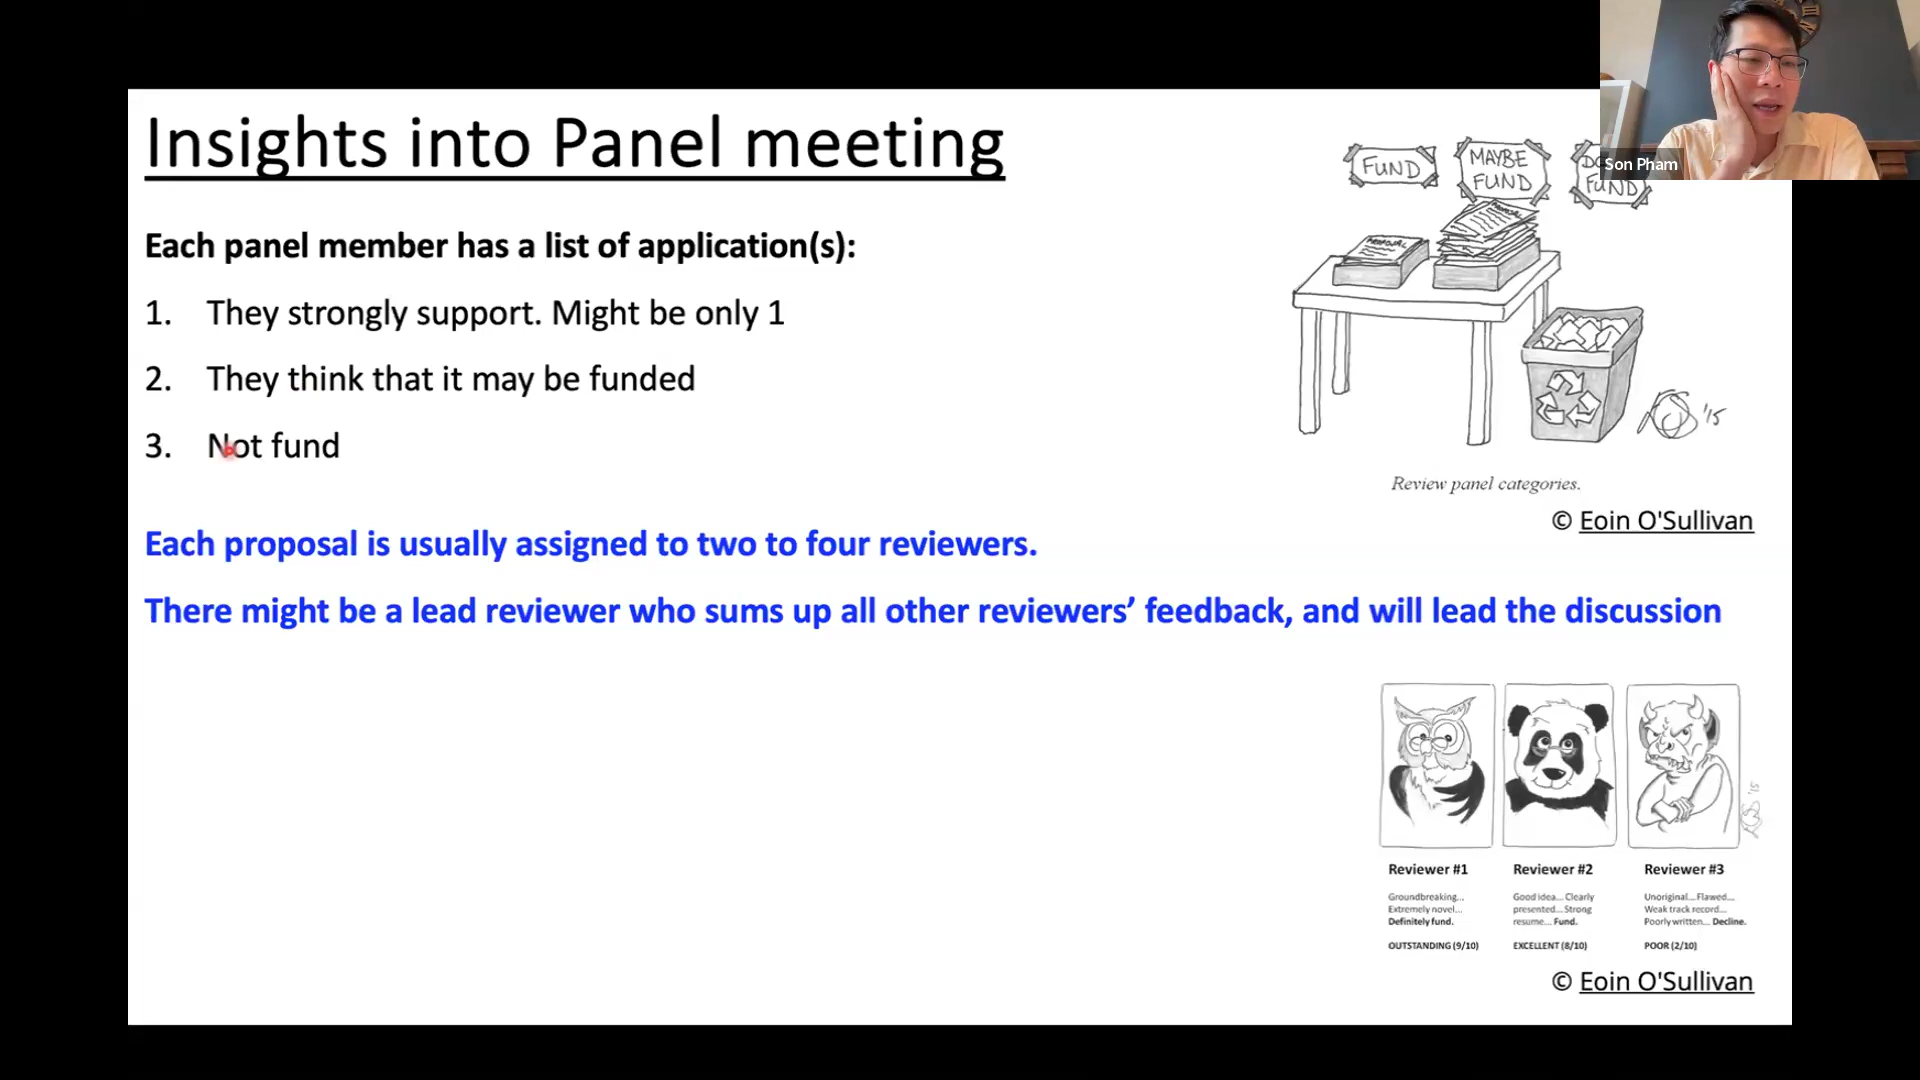 Insights into Panel meeting
Each panel member has a list of application(s):
1. They strongly support. Might be only 1
2. They think that it may be funded
3. Not fund
Each proposal is usually assigned to two to four reviewers.
There might be a lead reviewer who sums up all other reviewers’ feedback, and will lead the discussion
FUND
MAYBE
FUND
FUND
Son Pham
PROPOSAL
PROPOSAL
'15
Review panel categories.
© Eoin O'Sullivan
'15
Reviewer #1
Groundbreaking...
Extremely novel...
Definitely fund.
OUTSTANDING (9/10)
Reviewer #2
Good idea... Clearly
presented... Strong
resume... Fund.
EXCELLENT (8/10)
Reviewer #3
Unoriginal... Flawed...
Weak track record...
Poorly written... Decline.
POOR (2/10)
© Eoin O'Sullivan